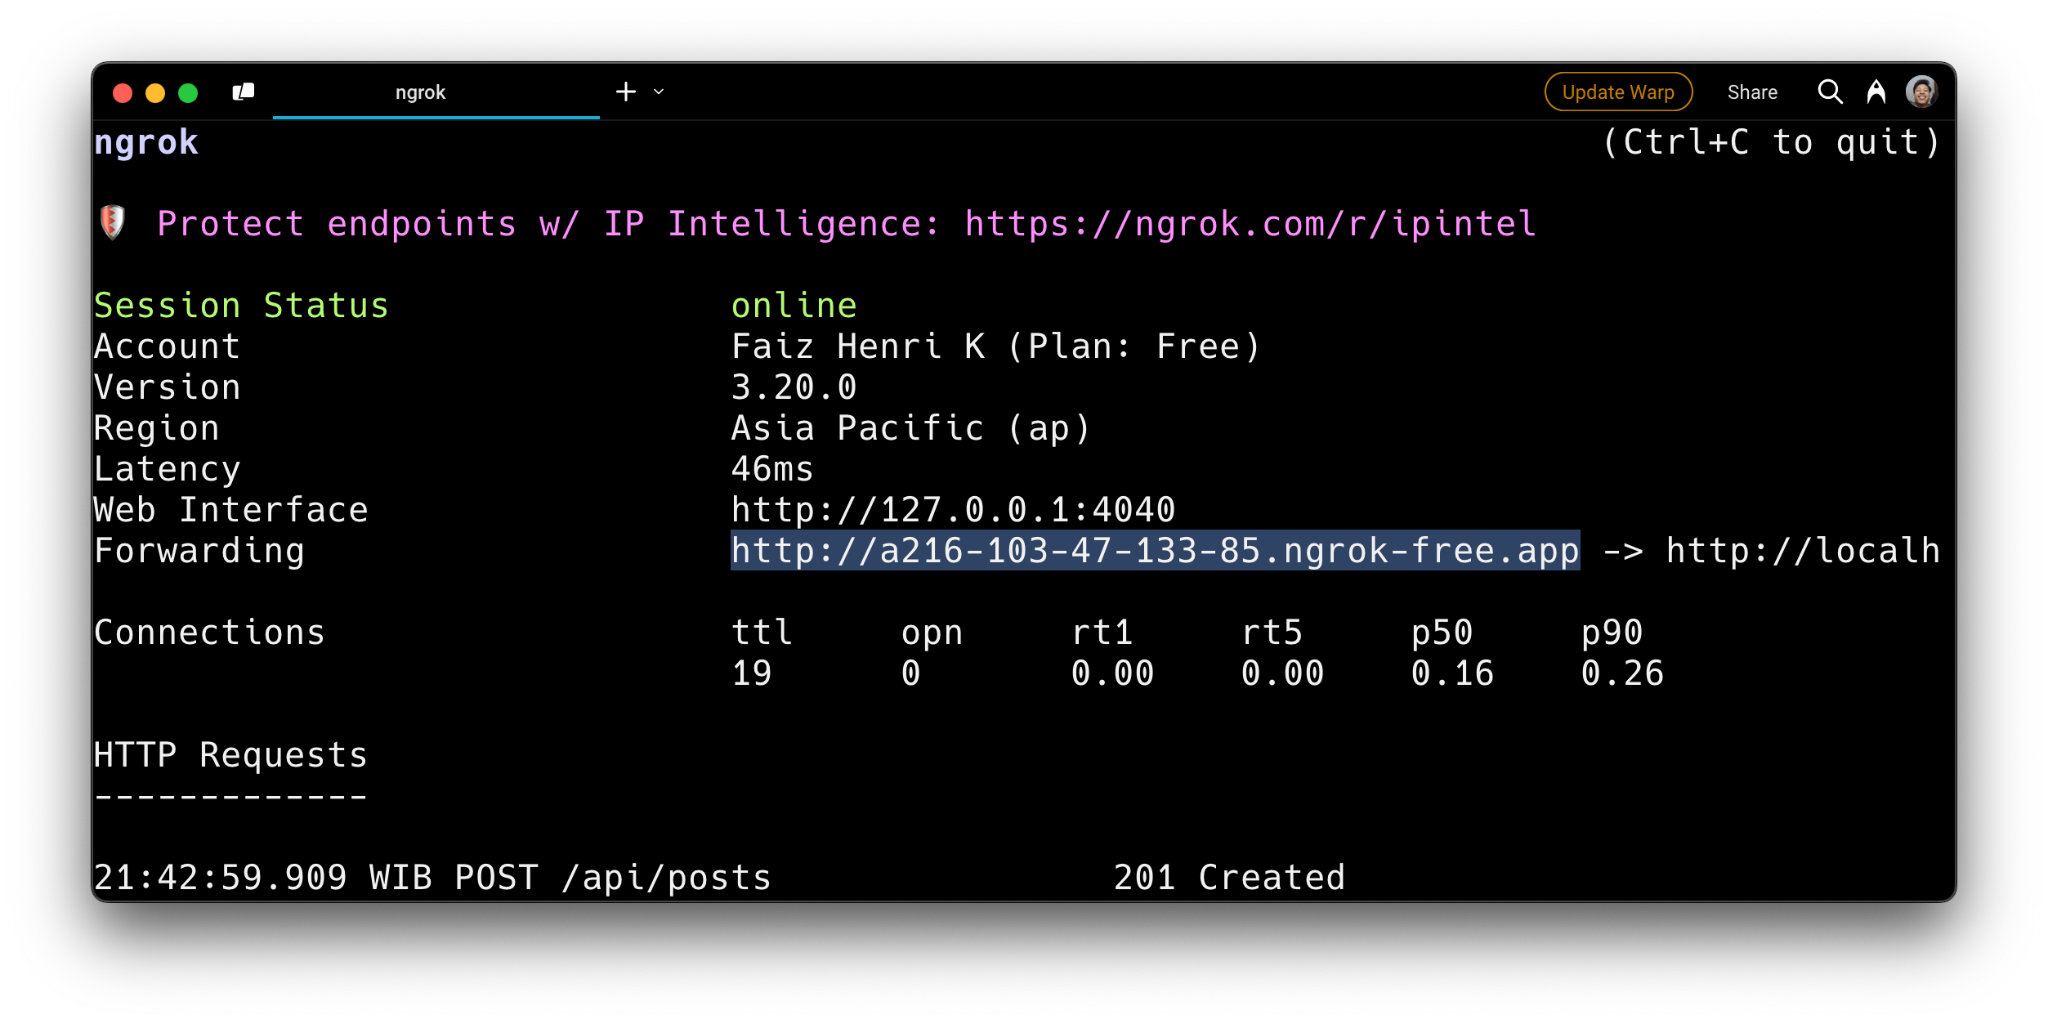 ngrok
Update Warp
Share
ngrok (Ctrl+C to quit)
Protect endpoints w/ IP Intelligence: https://ngrok.com/r/ipintel
Session Status online
Account Faiz Henri K (Plan: Free)
Version 3.20.0
Region Asia Pacific (ap)
Latency 46ms
Web Interface http://127.0.0.1:4040
Forwarding http://a216-103-47-133-85.ngrok-free.app -> http://localh
Connections ttl opn rt1 rt5 p50 p90
19 0 0.00 0.00 0.16 0.26
HTTP Requests
-------------
21:42:59.909 WIB POST /api/posts 201 Created